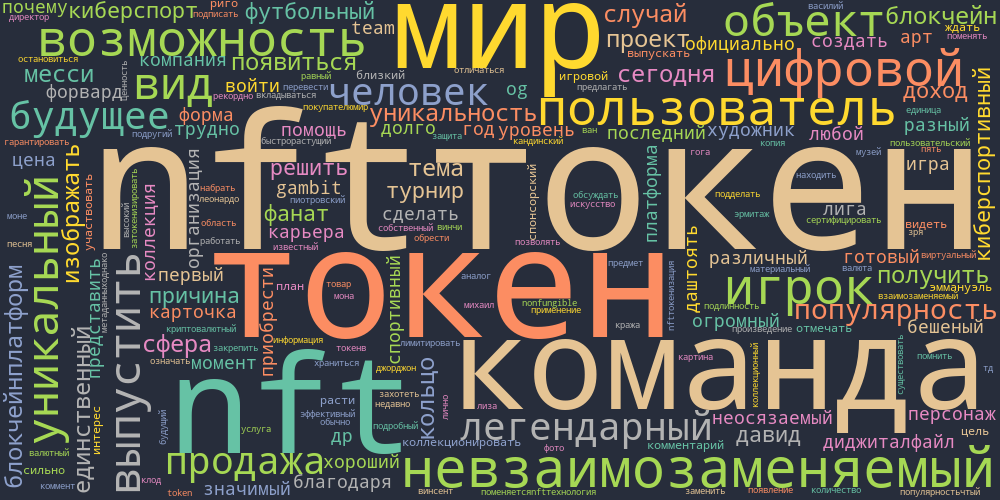 почему
директор
киберспорт
подписать
риго
футбольный
team
мир
случай
объект
василий
блокчейн
ждать
поменять
возможность
компания
появиться
проект
выпускать
официально
создать
арт
остановиться
месси
форвард
ценность
вид
войти
равный
близкий
отличаться
игровой
предлагать
сегодня
цифровой
доход
рекордно
вкладываться
перевести
человек
og
пользователь
будущее
форма
трудно
покупателюмир
уникальность
помощь
долго
год
уровень
защита
ван
кандинский
последний
художник
копия
любой
единица
разный
киберспортивный
гарантировать
подругий
быстрорастущий
nftтокен
гога
музей
пять
пользовательский
цена
изображать
участвовать
высокий
затокенизировать
коллекция
организация
решить
тема
gambit
турнир
набрать
леонардо
пиотровский
спонсорский
обсуждать
искусство
платформа
находить
подделать
эрмитаж
лига
сертифицировать
игра
видеть
зря
моне
песня
уникальный
область
работать
фанат
сделать
карьера
собственный
винчи
обрести
известный
позволять
даштоять
различный
готовый
виртуальный
материальный
валюта
эммануэль
первый
токен
план
товар
мона
аналог
михаил
предмет
nonfungible
применение
кража
nftтокенизация
игрок
получить
взаимозаменяемый
подлинность
популярность
блокчейнплатформ
представить
метаданныходнако
выпустить
причина
карточка
приобрести
спортивный
криптовалютный
информация
токенв
лимитировать
огромный
произведение
отмечать
бешеный
сфера
закрепить
означать
момент
nft
храниться
джорджон
команда
картина
коллекционный
существовать
помнить
тд
единственный
интерес
будущий
расти
эффективный
обычно
захотеть
недавно
подробный
кольцо
лично
лиза
услуга
др
легендарный
неосязаемый
персонаж
сильно
валютный
коммент
продажа
хороший
коллекционировать
фото
комментарий
давид
диджиталфайл
цель
клод
token
значимый
благодаря
винсент
невзаимозаменяемый
поменяетсяnftтехнология
заменить
появление
количество
популярностьчтый